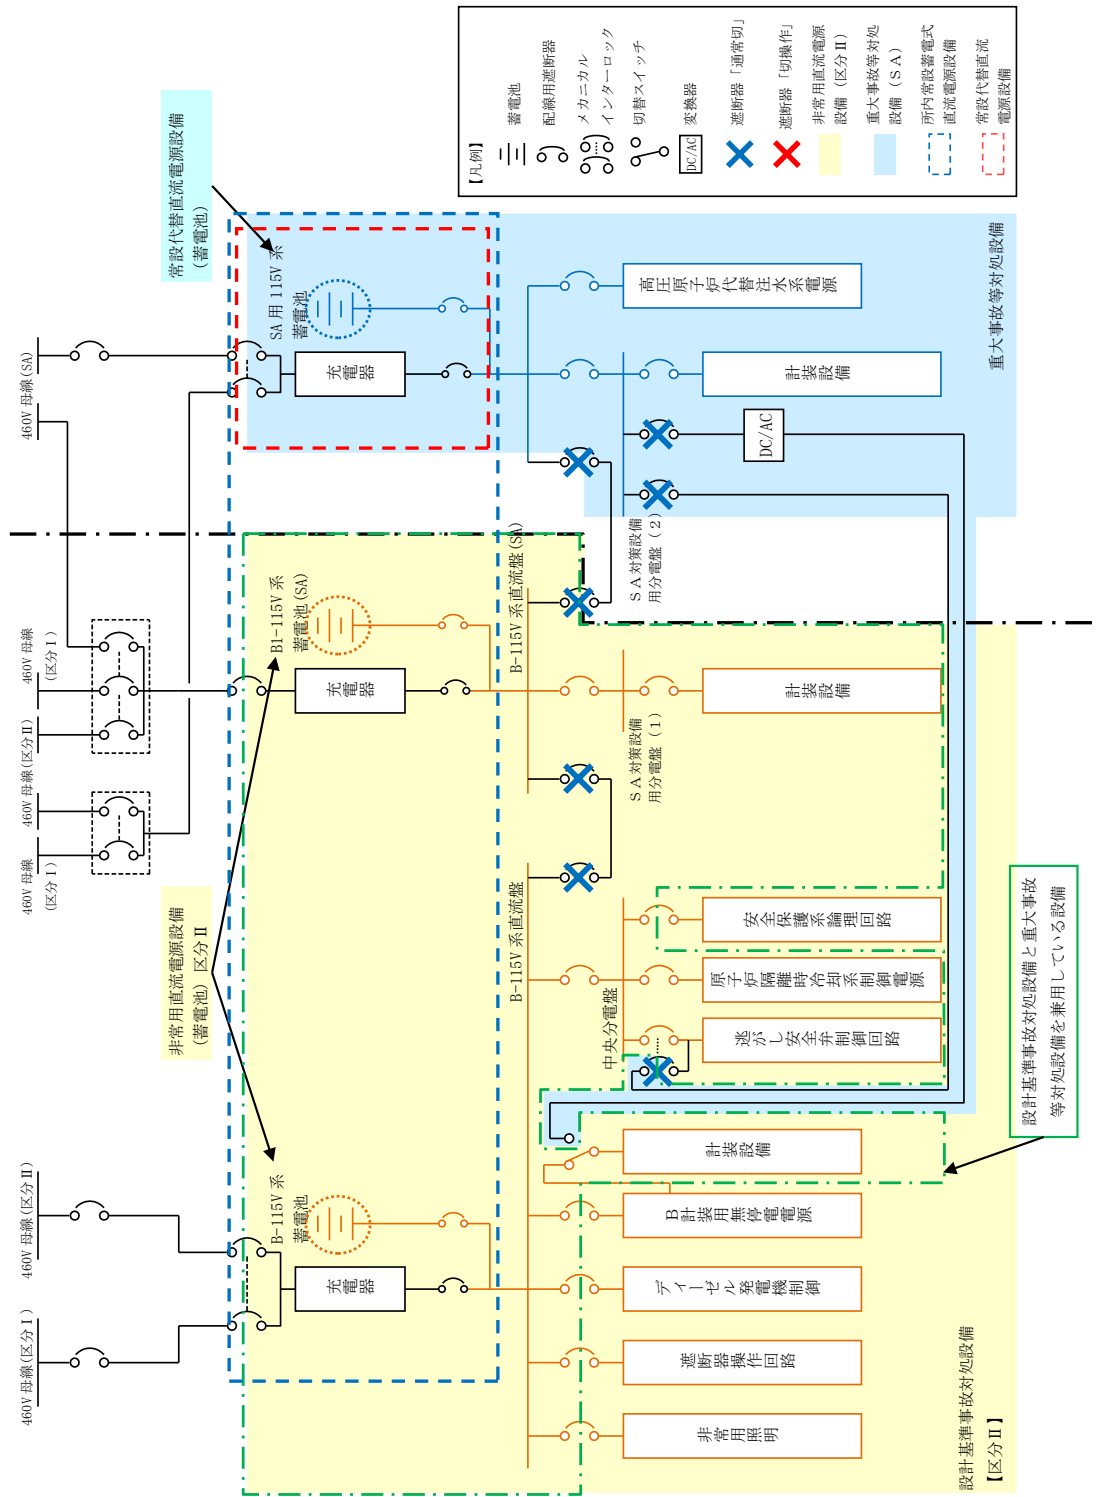 【凡例】
蓄電池
配線用遮断器
メカニカル
インターロック
切替スイッチ
DC/AC
変換器
遮断器「通常切」
遮断器「切操作」
非常用直流電源
設備（区分Ⅱ）
重大事故等対処
設備（ＳＡ）
所内常設蓄電式
直流電源設備
常設代替直流
電源設備
常設代替直流電源設備
（蓄電池）
460V 母線(SA)
SA 用 115V 系
蓄電池
充電器
高圧原子炉代替注水系電源
計装設備
DC/AC
重大事故等対処設備
ＳＡ対策設備
用分電盤（２）
460V 母線
(区分Ⅰ)
460V 母線(区分Ⅱ)
460V 母線
(区分Ⅰ)
B1-115V 系
蓄電池(SA)
充電器
B-115V 系直流盤(SA)
計装設備
ＳＡ対策設備
用分電盤（１）
非常用直流電源設備
（蓄電池）区分Ⅱ
B-115V 系直流盤
中央分電盤
安全保護系論理回路
原子炉隔離時冷却系制御電源
逃がし安全弁制御回路
設計基準事故対処設備と重大事故
等対処設備を兼用している設備
460V 母線(区分Ⅱ)
460V 母線(区分Ⅰ)
B-115V 系
蓄電池
充電器
計装設備
B計装用無停電電源
ディーゼル発電機制御
遮断器操作回路
非常用照明
設計基準事故対処設備
【区分Ⅱ】